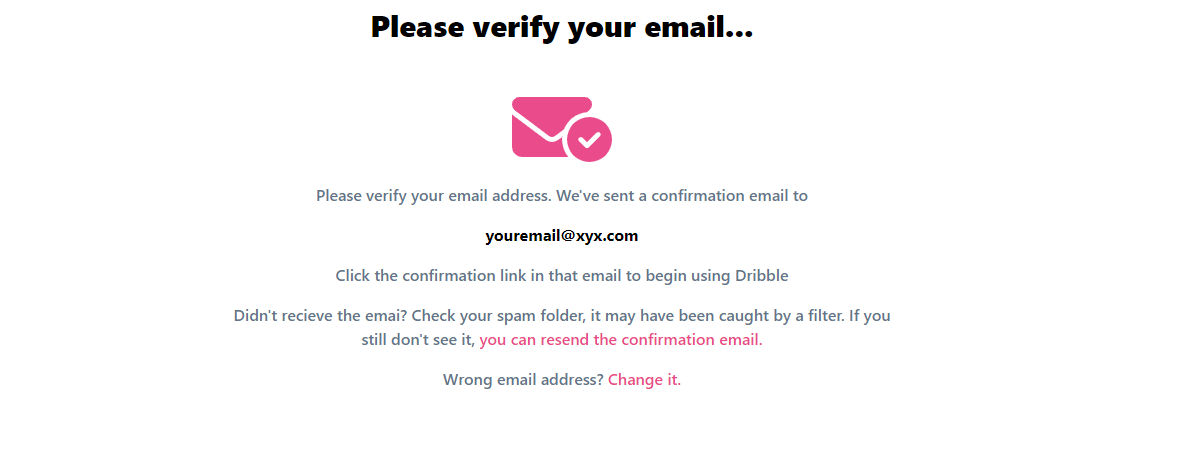 Please verify your email...
Please verify your email address. We've sent a confirmation email to
youremail@xyx.com
Click the confirmation link in that email to begin using Dribble
Didn't recieve the emai? Check your spam folder, it may have been caught by a filter. If you
still don't see it, you can resend the confirmation email.
Wrong email address? Change it.